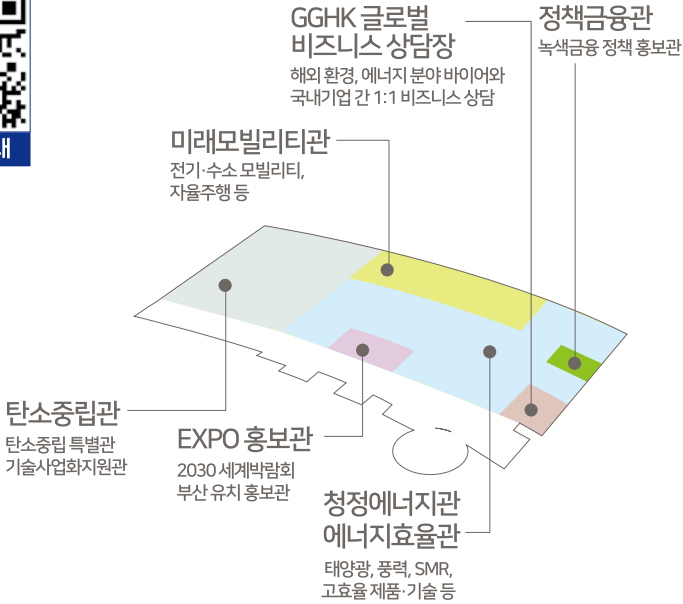 GGHK 글로벌
비즈니스 상담장
해외 환경, 에너지 분야 바이어와
국내기업 간 1:1 비즈니스 상담
정책금융관
녹색금융 정책 홍보관
미래모빌리티관
전기·수소 모빌리티,
자율주행 등
탄소중립관
탄소중립 특별관
기술사업화지원관
EXPO 홍보관
2030 세계박람회
부산 유치 홍보관
청정에너지관
에너지효율관
태양광, 풍력, SMR,
고효율 제품·기술 등